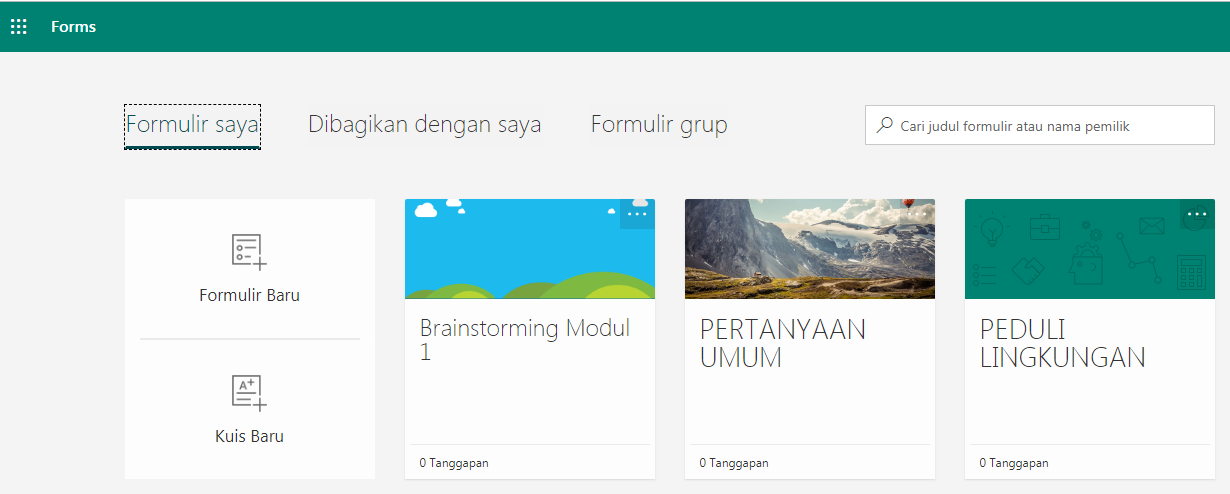 Forms
Formulir saya
Dibagikan dengan saya
Formulir grup
Cari judul formulir atau nama pemilik
Formulir Baru
A+
Kuis Baru
Brainstorming Modul
1
0 Tanggapan
PERTANYAAN
UMUM
0 Tanggapan
PEDULI
LINGKUNGAN
0 Tanggapan